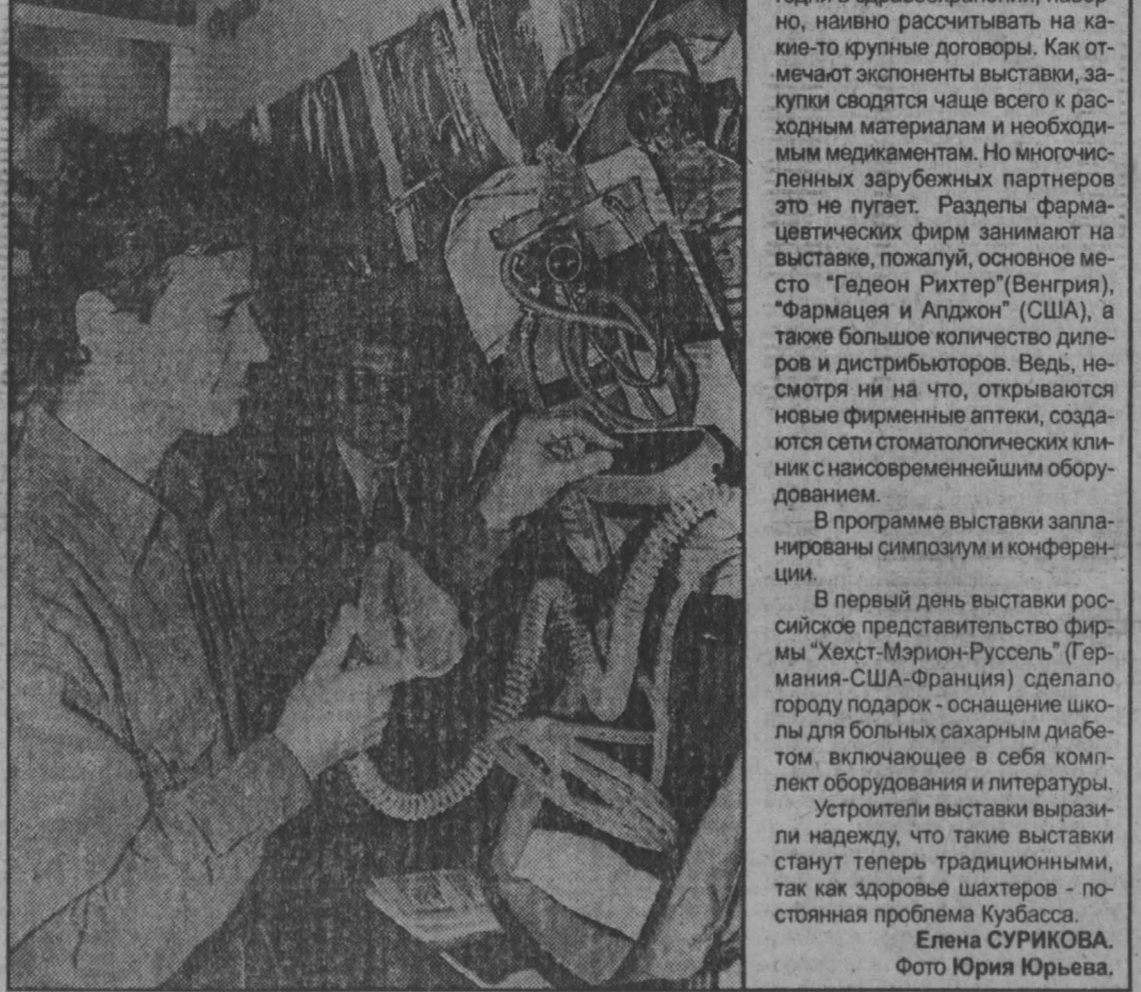 но, наивно рассчитывать на ка-
кие-то крупные договоры. Как от-
мечают экспоненты выставки, за-
купки сводятся чаще всего к рас-
ходным материалам и необходи-
мым медикаментам. Но многочис-
ленных зарубежных партнеров
это не пугает. Разделы фарма-
цевтических фирм занимают на
выставке, пожалуй, основное ме-
сто "Гедеон Рихтер"(Венгрия),
"Фармацея и Апджон" (США), а
также большое количество диле-
ров и дистрибьюторов. Ведь, не-
смотря ни на что, открываются
новые фирменные аптеки, созда-
ются сети стоматологических кли-
ник с наисовременнейшим обору-
дованием.
В программе выставки запла-
нированы симпозиум и конферен-
ции.
В первый день выставки рос-
сийское представительство фир-
мы "Хехст-Мэрион-Руссель" (Гер-
мания-США-Франция) сделало
городу подарок - оснащение шко-
лы для больных сахарным диабе-
том, включающее в себя комп-
лект оборудования и литературы.
Устроители выставки вырази-
ли надежду, что такие выставки
станут теперь традиционными,
так как здоровье шахтеров - по-
стоянная проблема Кузбасса.
Елена СУРИКОВА.
Фото Юрия Юрьева.